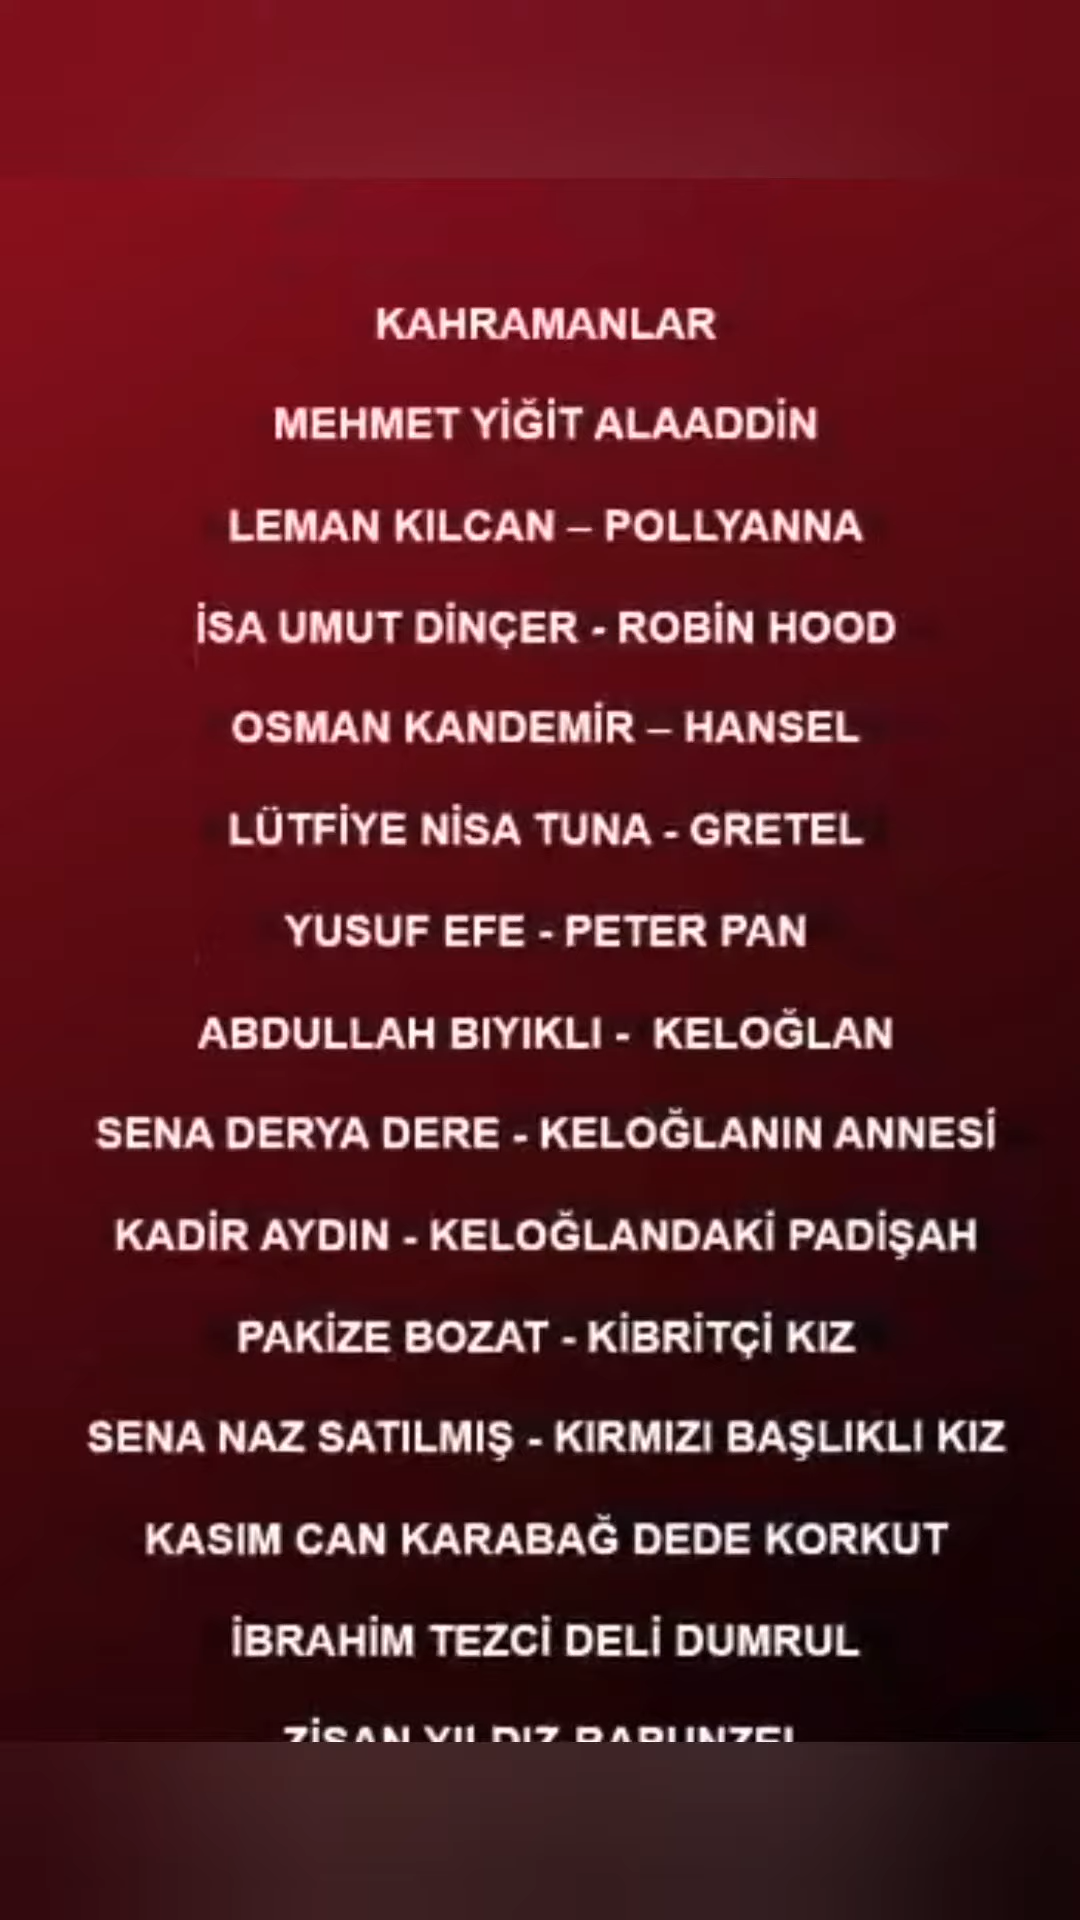 KAHRAMANLAR
MEHMET YİĞİT ALAADDİN
LEMAN KILCAN – POLLYANNA
İSA UMUT DİNÇER - ROBİN HOOD
OSMAN KANDEMİR – HANSEL
LÜTFİYE NİSA TUNA - GRETEL
YUSUF EFE - PETER PAN
ABDULLAH BIYIKLI -  KELOĞLAN
SENA DERYA DERE - KELOĞLANIN ANNESİ
KADİR AYDIN - KELOĞLANDAKİ PADİŞAH
PAKİZE BOZAT - KİBRİTÇİ KIZ
SENA NAZ SATILMIŞ - KIRMIZI BAŞLIKLI KIZ
KASIM CAN KARABAĞ DEDE KORKUT
İBRAHİM TEZCİ DELİ DUMRUL
YILDIZ